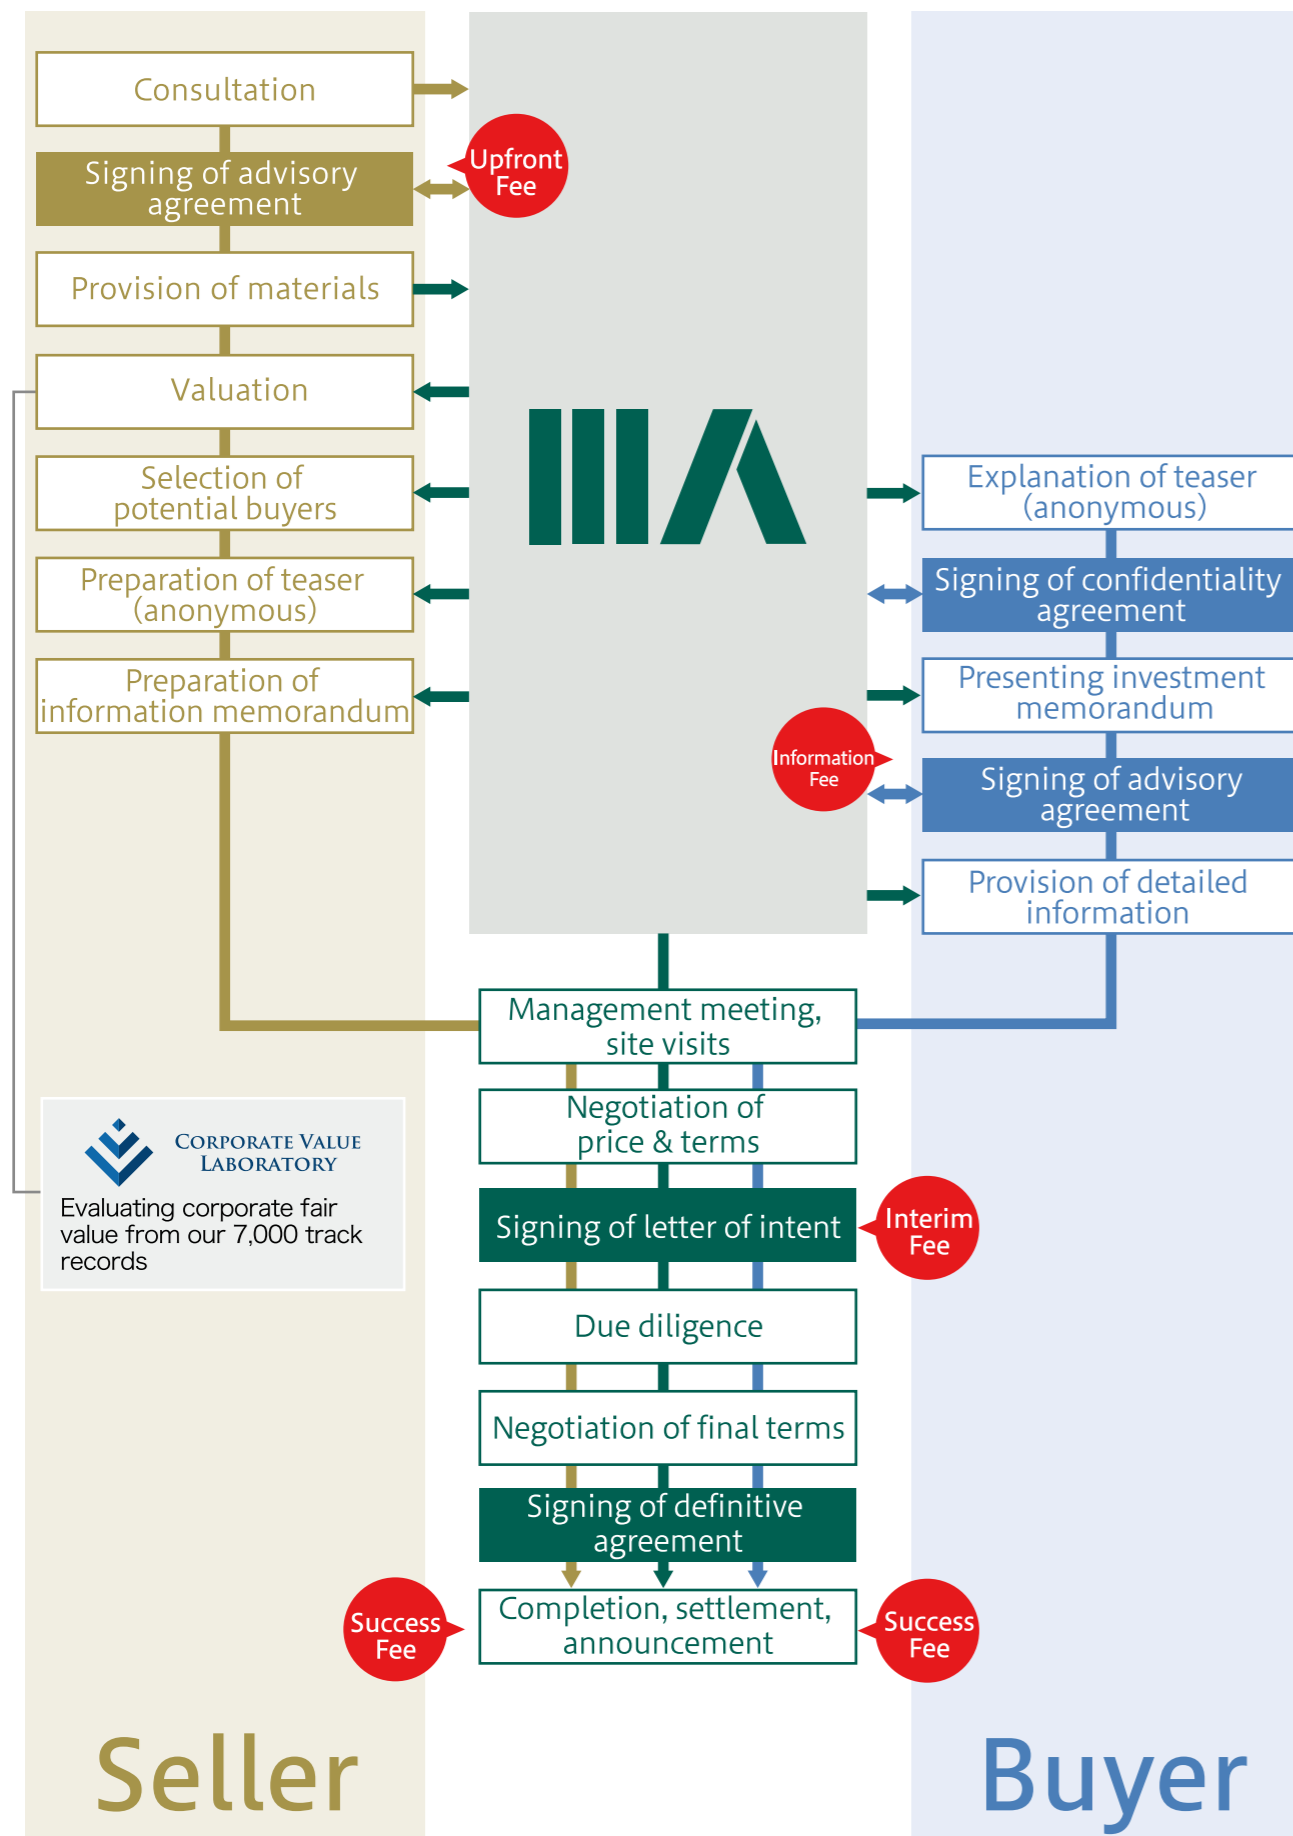 Consultation
Upfront
Fee
Signing of advisory
agreement
Provision of materials
Valuation
Selection of
potential buyers
Preparation of teaser
(anonymous)
Preparation of
information memorandum
Explanation of teaser
(anonymous)
Signing of confidentiality
agreement
Presenting investment
memorandum
Information
Fee
Signing of advisory
agreement
Provision of detailed
information
Management meeting,
site visits
Negotiation of
price & terms
CORPORATE VALUE
LABORATORY
Evaluating corporate fair
value from our 7,000 track
records
Signing of letter of intent
Interim
Fee
Due diligence
Negotiation of final terms
Signing of definitive
agreement
Success
Fee
Completion, settlement,
announcement
Success
Fee
Seller
Buyer